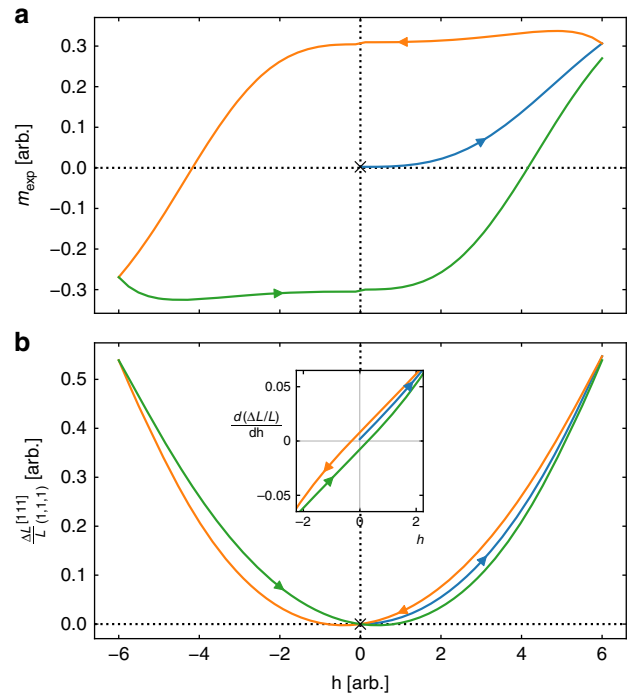 a
0.3
0.2
0.1
0.0
−0.1
−0.2
−0.3
m_exp [arb.]
b
0.5
0.4
0.3
0.2
0.1
0.0
ΔL/L [111] (1,1,1) [arb.]
0.05
0
−0.05
d(ΔL/L)
dh
−2 0 2
h
−6 −4 −2 0 2 4 6
h [arb.]